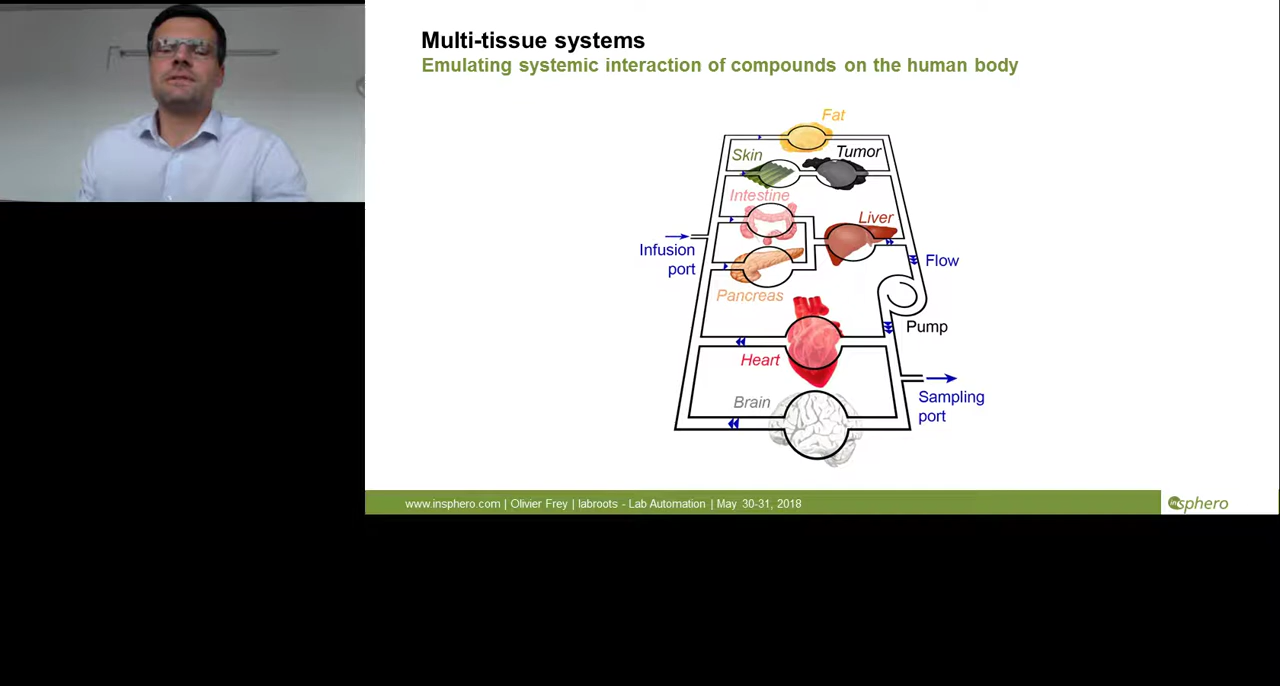 Multi-tissue systems
Emulating systemic interaction of compounds on the human body
Fat
Skin
Tumor
Intestine
Liver
Infusion
port
Flow
Pancreas
Pump
Heart
Sampling
port
Brain
www.insphero.com | Olivier Frey | labroots - Lab Automation | May 30-31, 2018
insphero